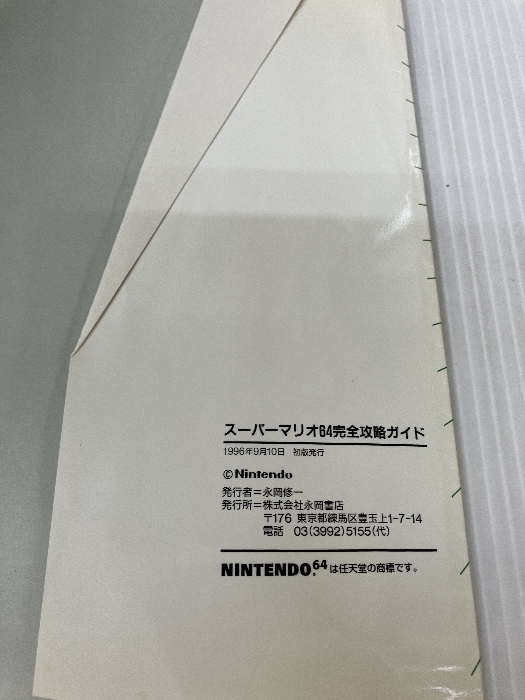 スーパーマリオ64完全攻略ガイド
1996年9月10日 初版発行
©Nintendo
発行者＝永岡修一
発行所＝株式会社永岡書店
〒176 東京都練馬区豊玉上1-7-14
電話 03(3992)5155(代)
NINTENDO64は任天堂の商標です。